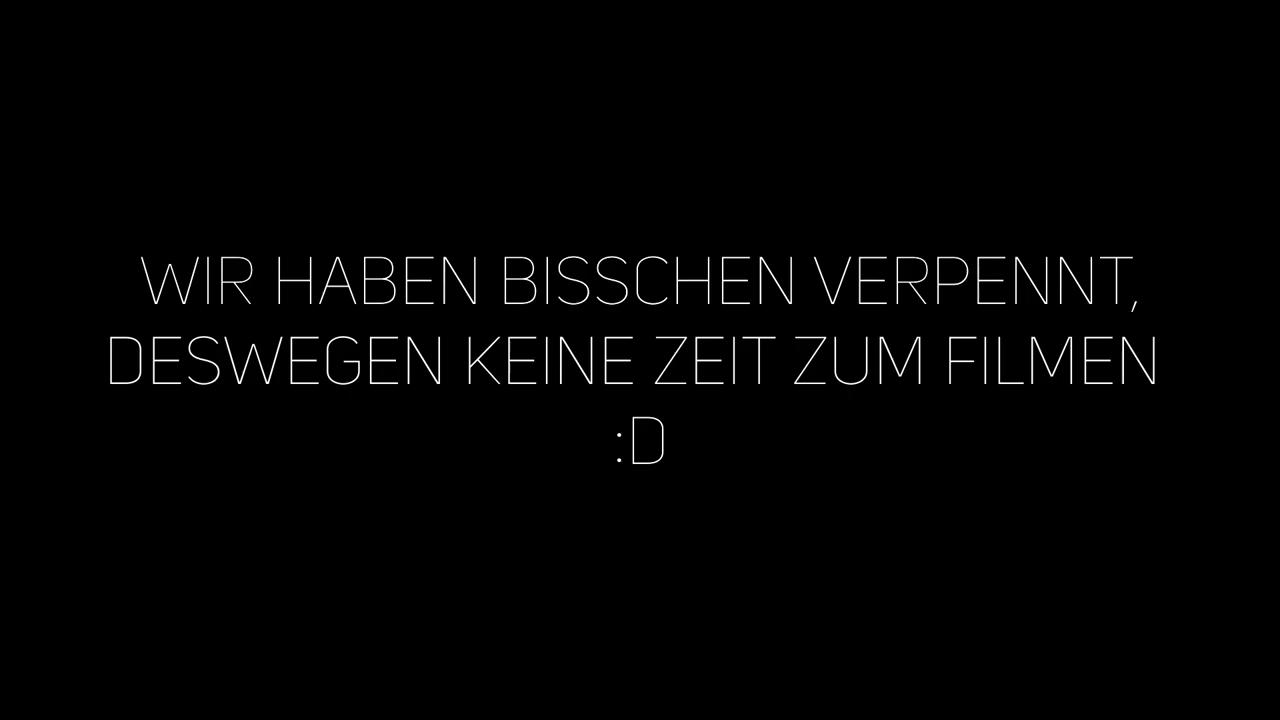 WIR HABEN BISSCHEN VERPENNT,
DESWEGEN KEINE ZEIT ZUM FILMEN
:D